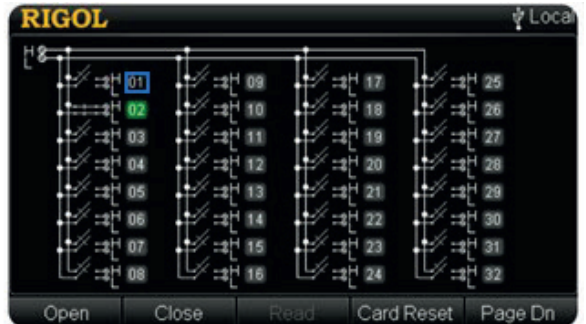 RIGOL Local
H
L
H 01 H 09 H 17 H 25
L L L L
H 02 H 10 H 18 H 26
L L L L
H 03 H 11 H 19 H 27
L L L L
H 04 H 12 H 20 H 28
L L L L
H 05 H 13 H 21 H 29
L L L L
H 06 H 14 H 22 H 30
L L L L
H 07 H 15 H 23 H 31
L L L L
H 08 H 16 H 24 H 32
L L L L
Open Close Read Card Reset Page Dn